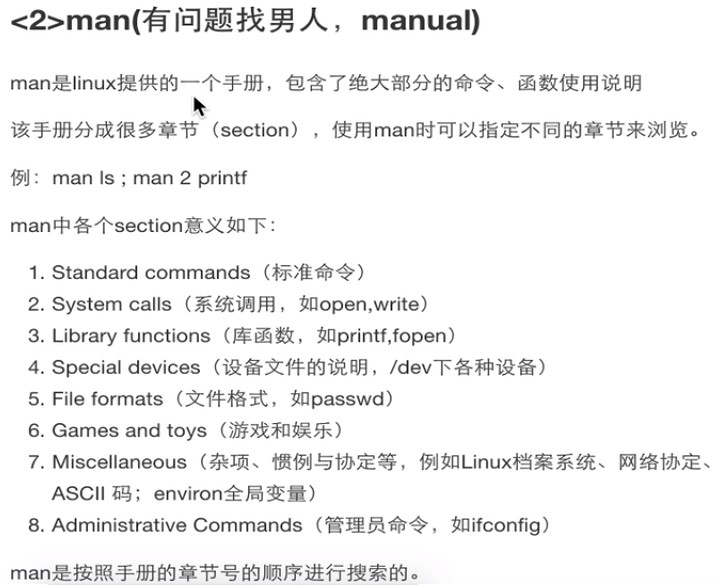 <2>man(有问题找男人，manual)
man是linux提供的一个手册，包含了绝大部分的命令、函数使用说明
该手册分成很多章节（section），使用man时可以指定不同的章节来浏览。
例：man ls ; man 2 printf
man中各个section意义如下：
1. Standard commands（标准命令）
2. System calls（系统调用，如open,write）
3. Library functions（库函数，如printf,fopen）
4. Special devices（设备文件的说明，/dev下各种设备）
5. File formats（文件格式，如passwd）
6. Games and toys（游戏和娱乐）
7. Miscellaneous（杂项、惯例与协定等，例如Linux档案系统、网络协定、
ASCII 码；environ全局变量）
8. Administrative Commands（管理员命令，如ifconfig）
man是按照手册的章节号的顺序进行搜索的。